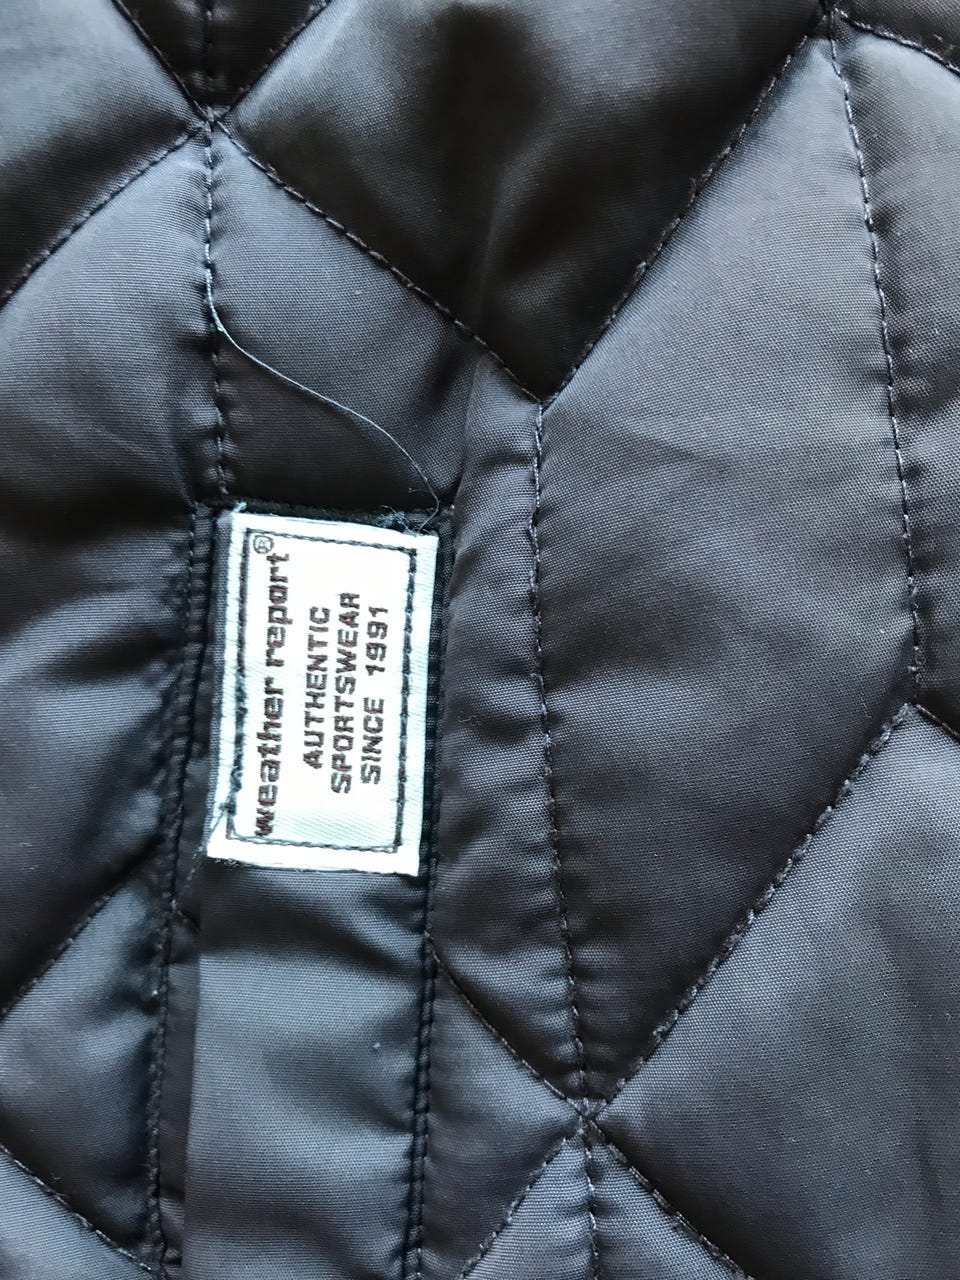 weather report®
AUTHENTIC
SPORTSWEAR
SINCE 1991